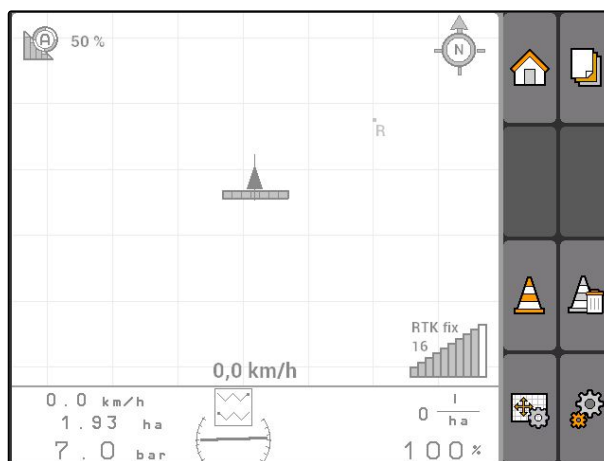 A
50 %
N
R
RTK fix
16
0,0 km/h
0.0 km/h
1.93 ha
7.0 bar
0 l/ha
100 %